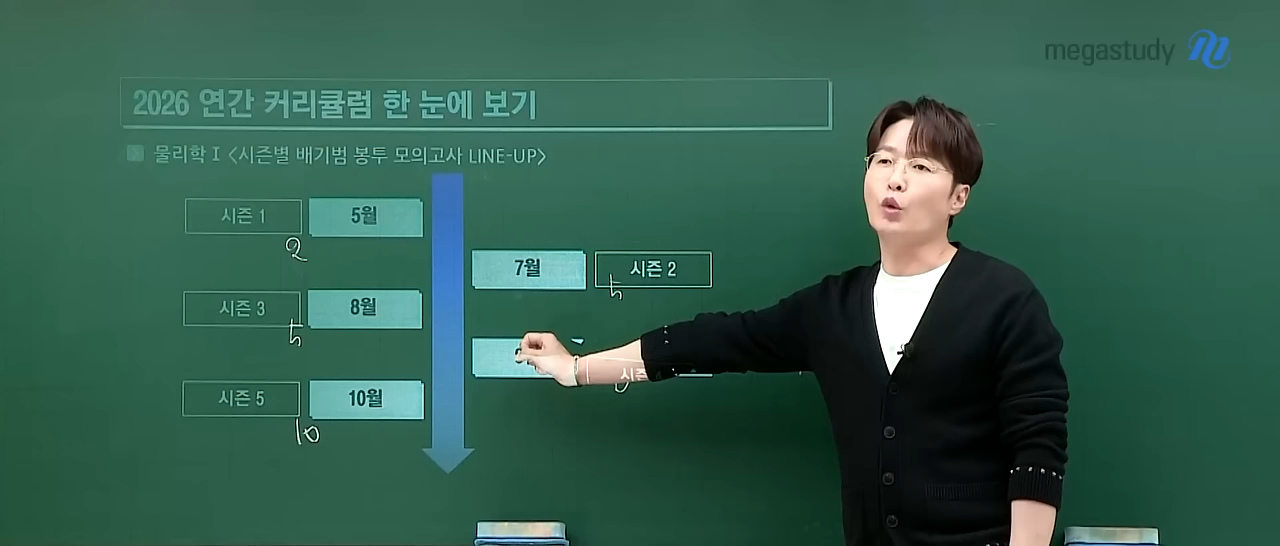 megastudy
2026 연간 커리큘럼 한 눈에 보기
물리학 I <시즌별 배기범 봉투 모의고사 LINE-UP>
시즌 1 5월
2
7월 시즌 2
5
시즌 3 8월
5
시즌 5 10월
10